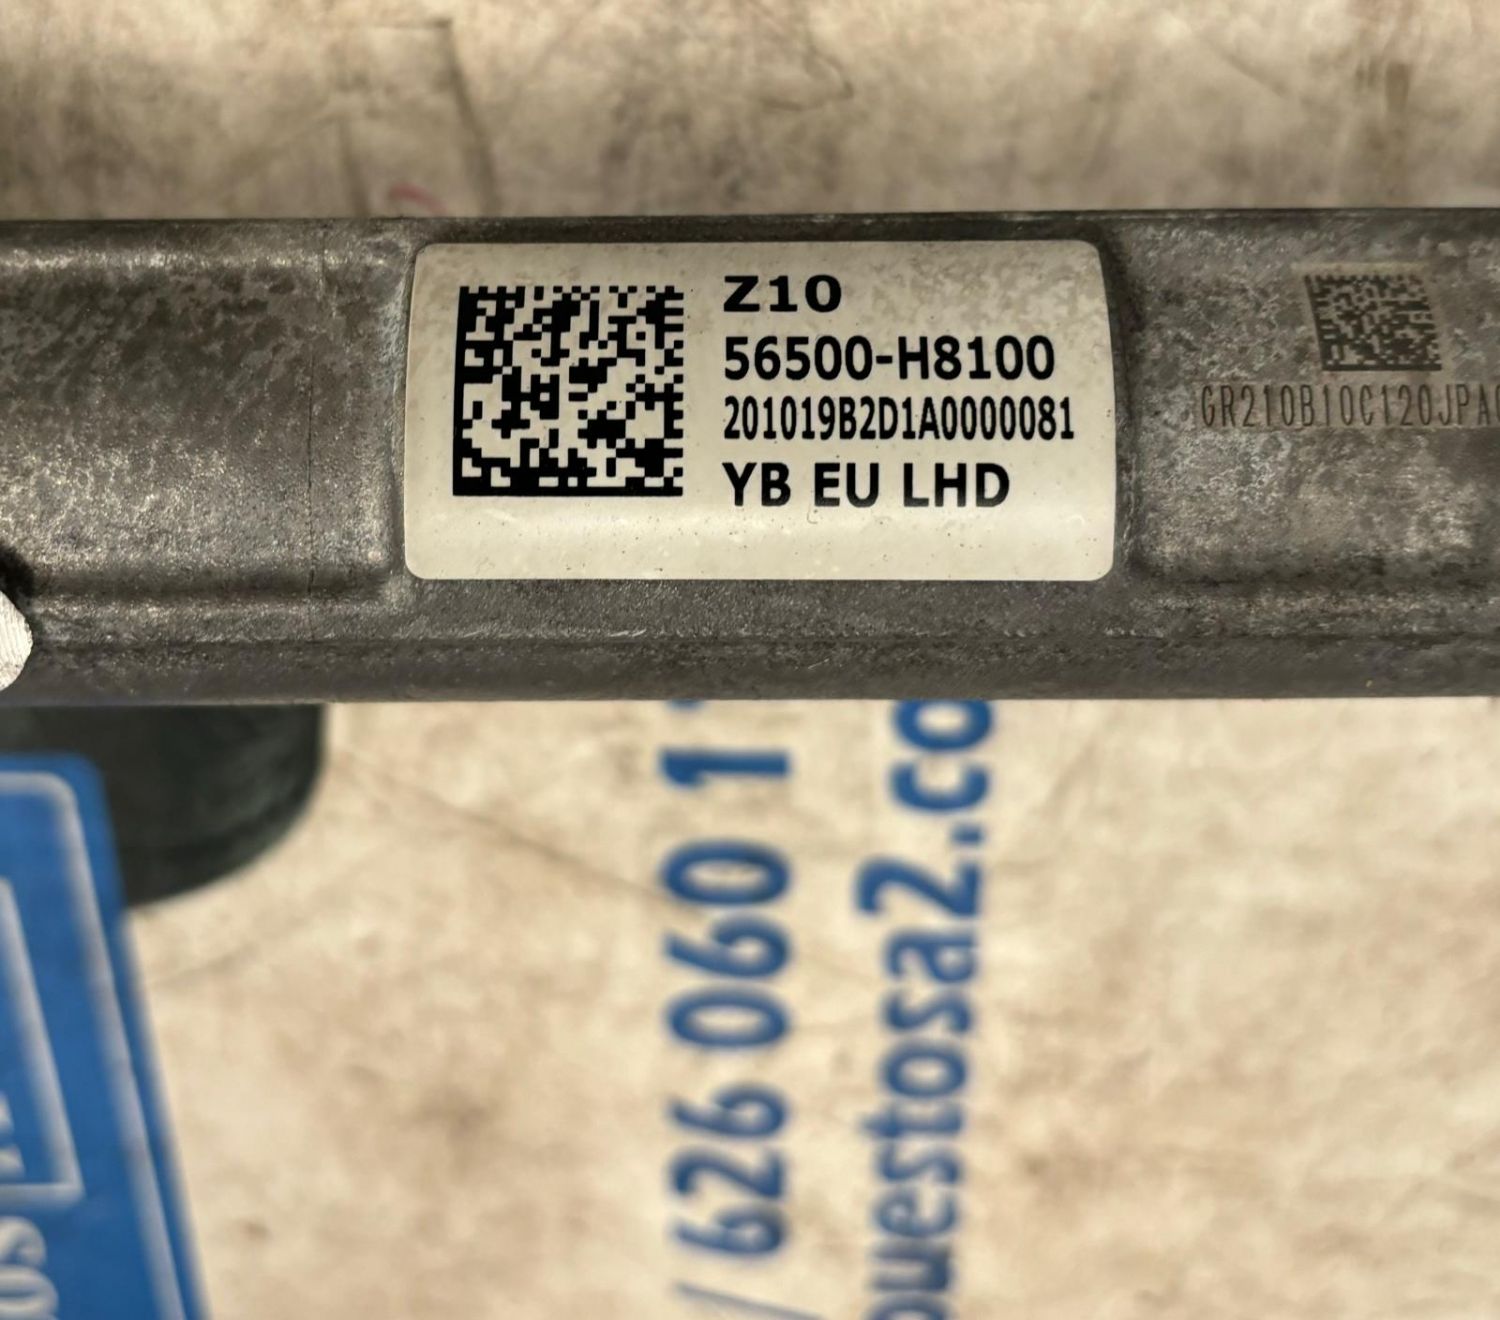 Z10
56500-H8100
201019B2D1A0000081
YB EU LHD
GR210B10C120JPA
626 060 1
puestosa2.co